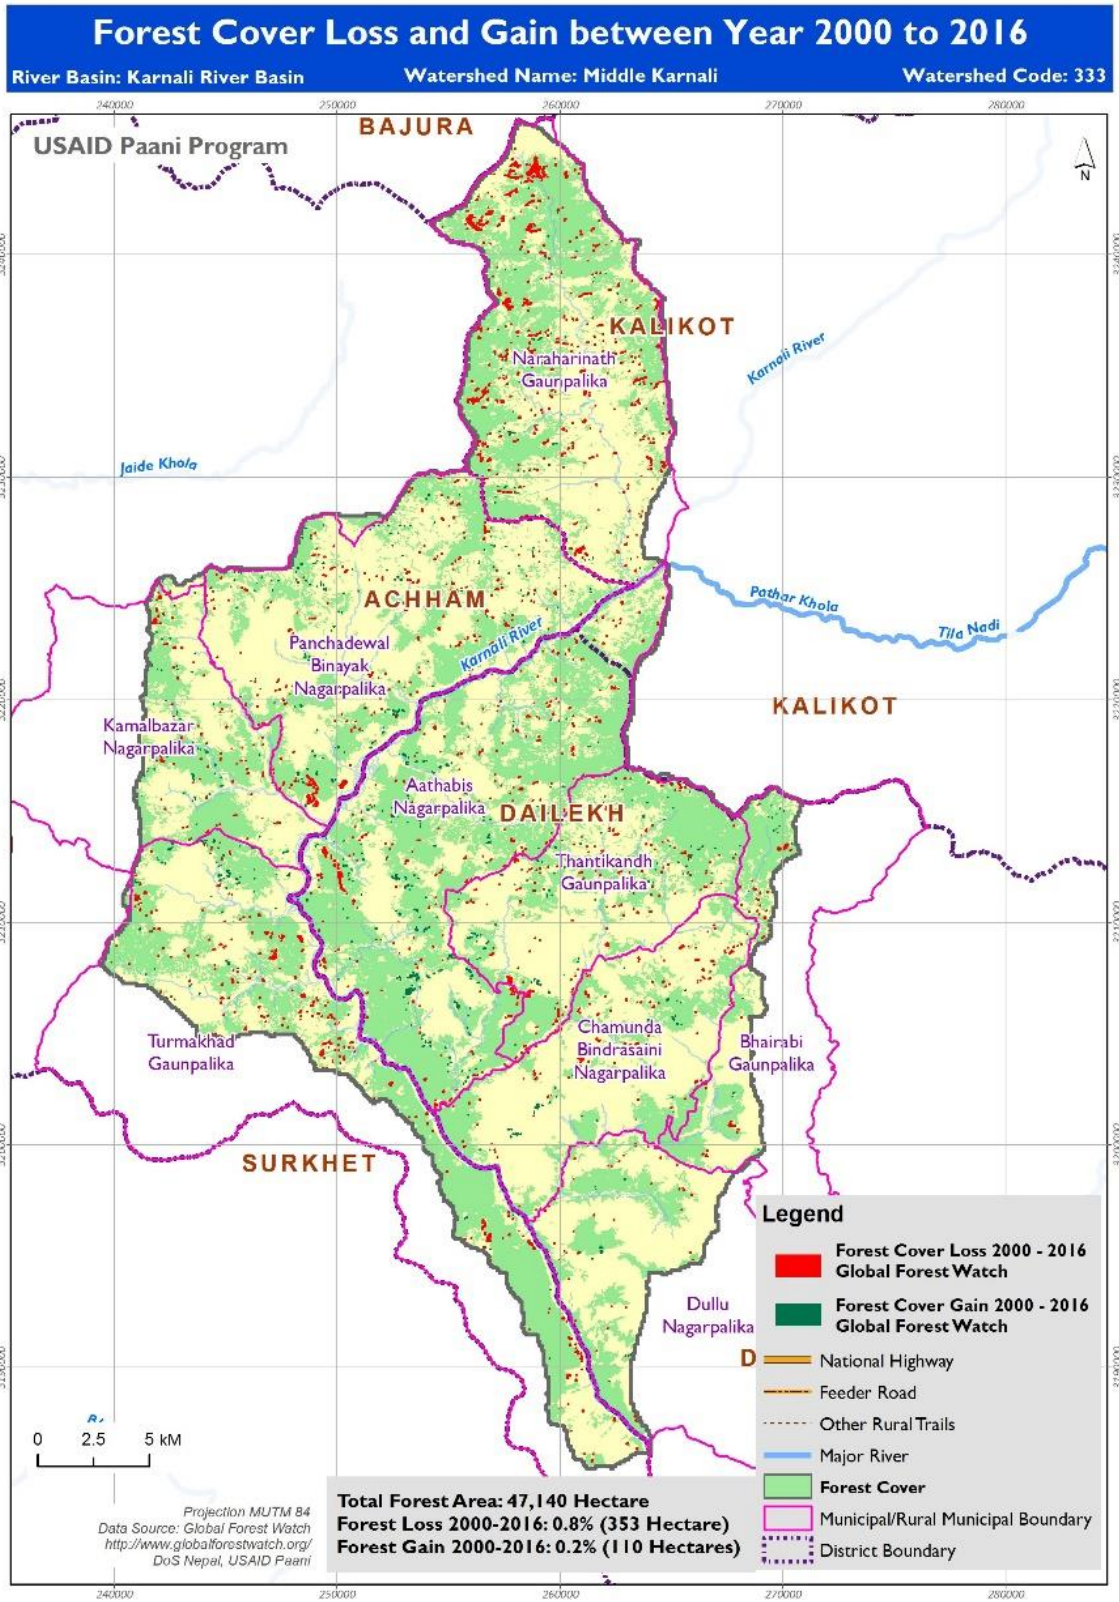 Forest Cover Loss and Gain between Year 2000 to 2016
River Basin: Karnali River Basin
Watershed Name: Middle Karnali
Watershed Code: 333
240000
250000
260000
270000
280000
BAJURA
USAID Paani Program
N
KALIKOT
Naraharinath
Gaunpalika
Karnali River
Jaide Khola
ACHHAM
Pathar Khola
Tila Nadi
Karnali River
Panchadewal
Binayak
Nagarpalika
KALIKOT
Kamalbazar
Nagarpalika
Aathabis
Nagarpalika
DAILEKH
Thantikandh
Gaunpalika
Chamunda
Bindrasaini
Nagarpalika
Bhairabi
Gaunpalika
Turmakhad
Gaunpalika
SURKHET
Dullu
Nagarpalika
D
Legend
Forest Cover Loss 2000 - 2016
Global Forest Watch
Forest Cover Gain 2000 - 2016
Global Forest Watch
National Highway
Feeder Road
Other Rural Trails
Major River
Forest Cover
Municipal/Rural Municipal Boundary
District Boundary
0 2.5 5 kM
Projection MUTM 84
Data Source: Global Forest Watch
http://www.globalforestwatch.org/
DoS Nepal, USAID Paani
Total Forest Area: 47,140 Hectare
Forest Loss 2000-2016: 0.8% (353 Hectare)
Forest Gain 2000-2016: 0.2% (110 Hectares)
240000
250000
260000
270000
280000